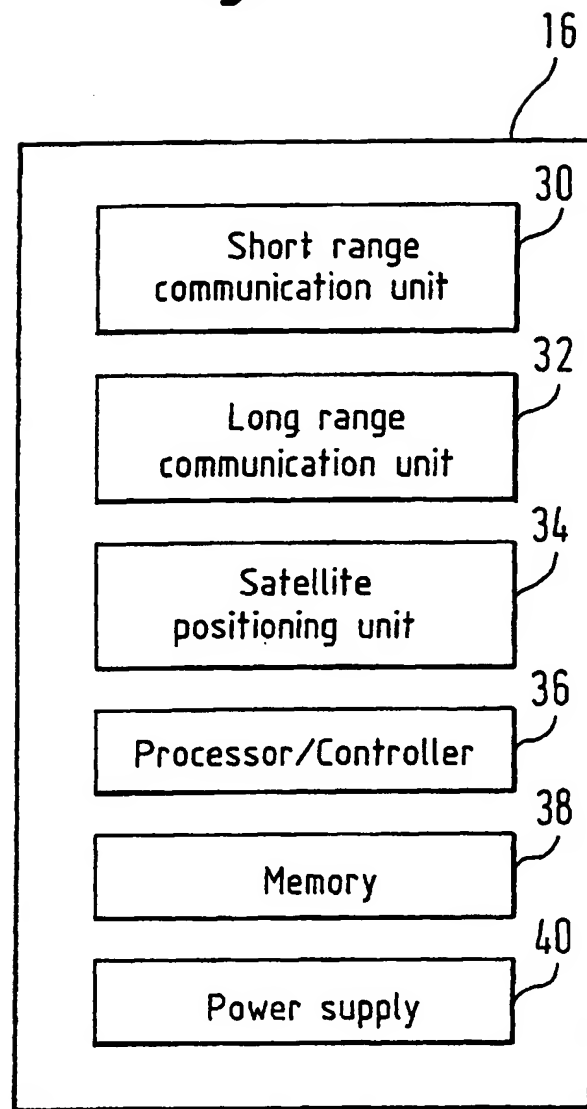 16
30
Short range
communication unit
32
Long range
communication unit
34
Satellite
positioning unit
36
Processor/Controller
38
Memory
40
Power supply